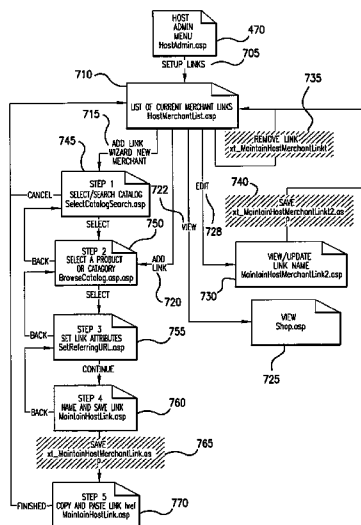 HOST
ADMIN
MENU
HostAdmin.asp
470
SETUP LINKS
705
710
LIST OF CURRENT MERCHANT LINKS
HostMerchantList.asp
735
REMOVE LINK
xt_MaintainHostMerchantLink1
715
ADD LINK
WIZARD NEW
MERCHANT
745
STEP 1
SELECT/SEARCH CATALOG
SelectCatalogSearch.asp
CANCEL
722
VIEW
EDIT
728
740
SAVE
xt_MaintainHostMerchantLink12.as
SELECT
750
STEP 2
SELECT A PRODUCT
OR CATAGORY
BrowseCatalog.asp.asp
BACK
ADD
LINK
720
VIEW/UPDATE
LINK NAME
MaintainHostMerchantLink2.asp
730
SELECT
VIEW
Shop.asp
725
STEP 3
SET LINK ATTRIBUTES
SetReferringURL.asp
BACK
755
CONTINUE
STEP 4
NAME AND SAVE LINK
MaintainHostLink.asp
760
BACK
SAVE
xt_MaintainHostMerchantLink.as
765
STEP 5
COPY AND PASTE LINK href
MaintainHostLink.asp
FINISHED
770